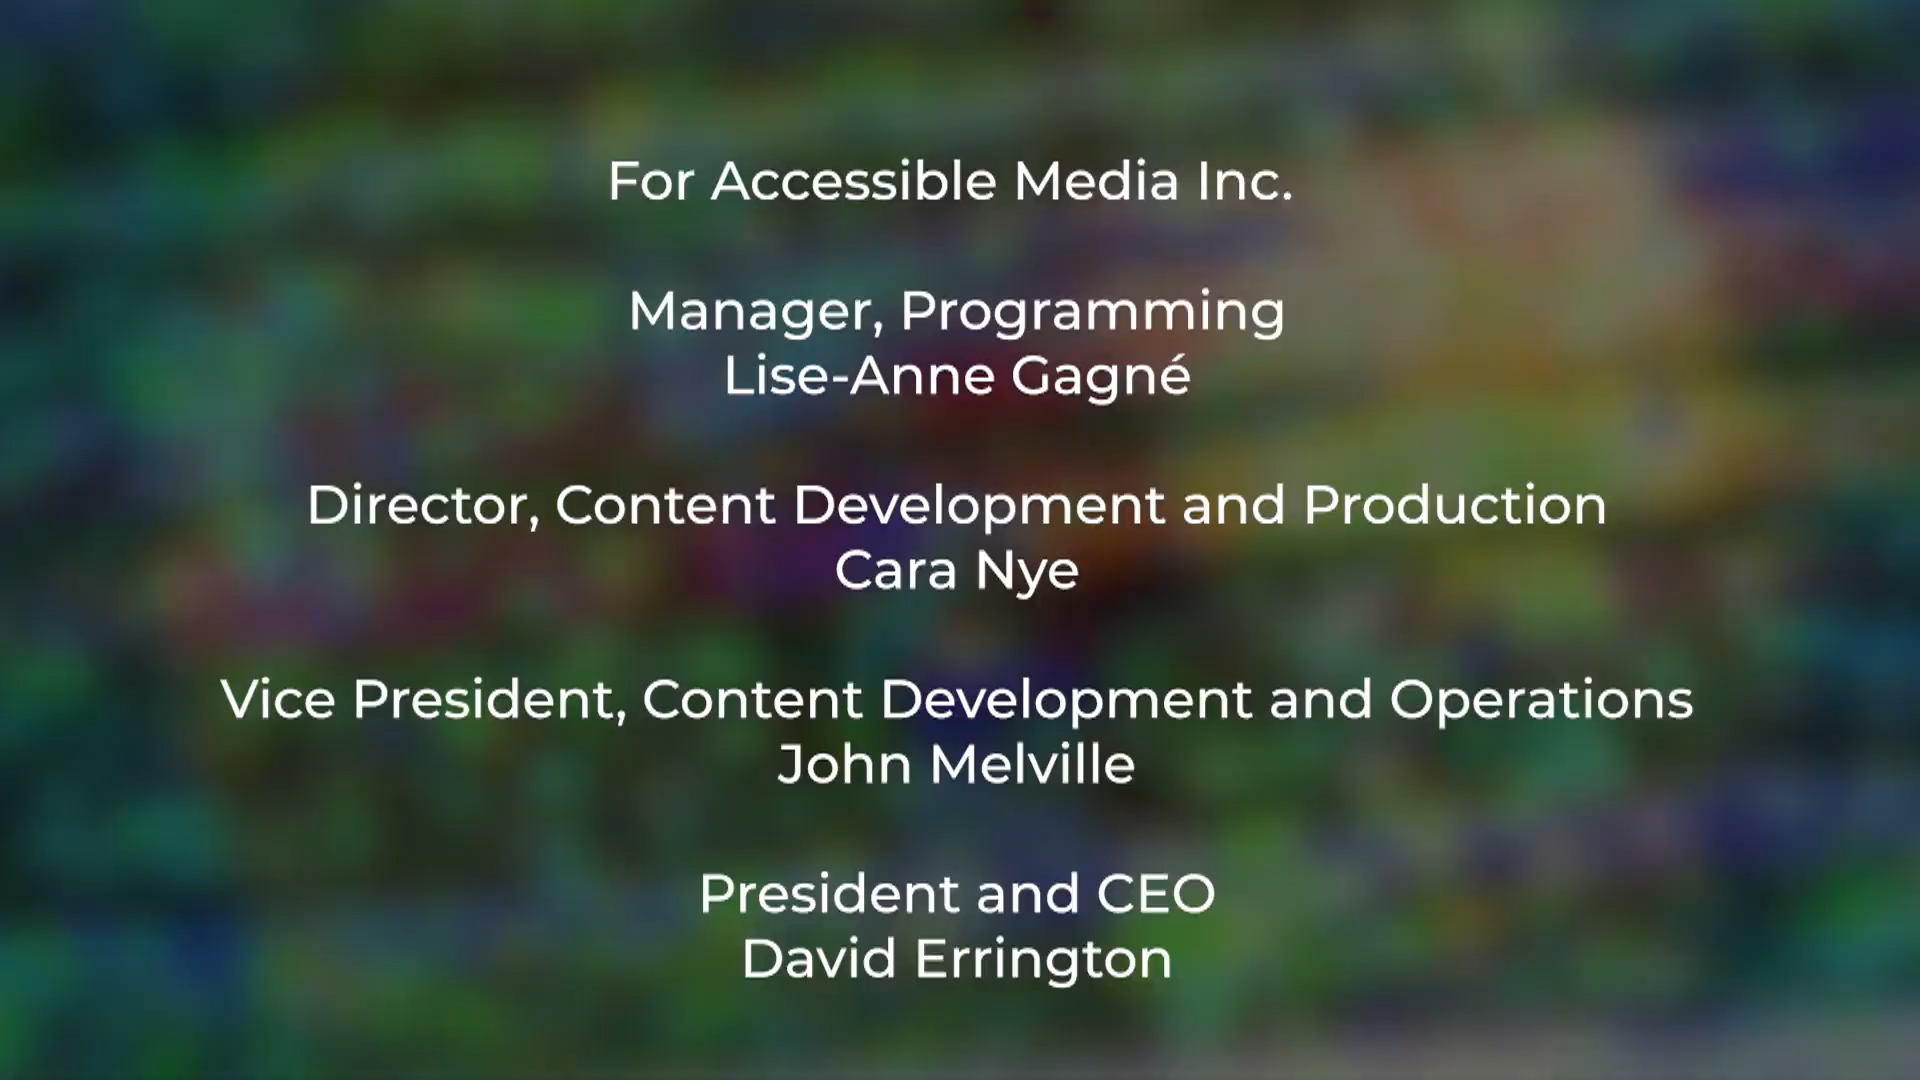 For Accessible Media Inc.
Manager, Programming
Lise-Anne Gagné
Director, Content Development and Production
Cara Nye
Vice President, Content Development and Operations
John Melville
President and CEO
David Errington